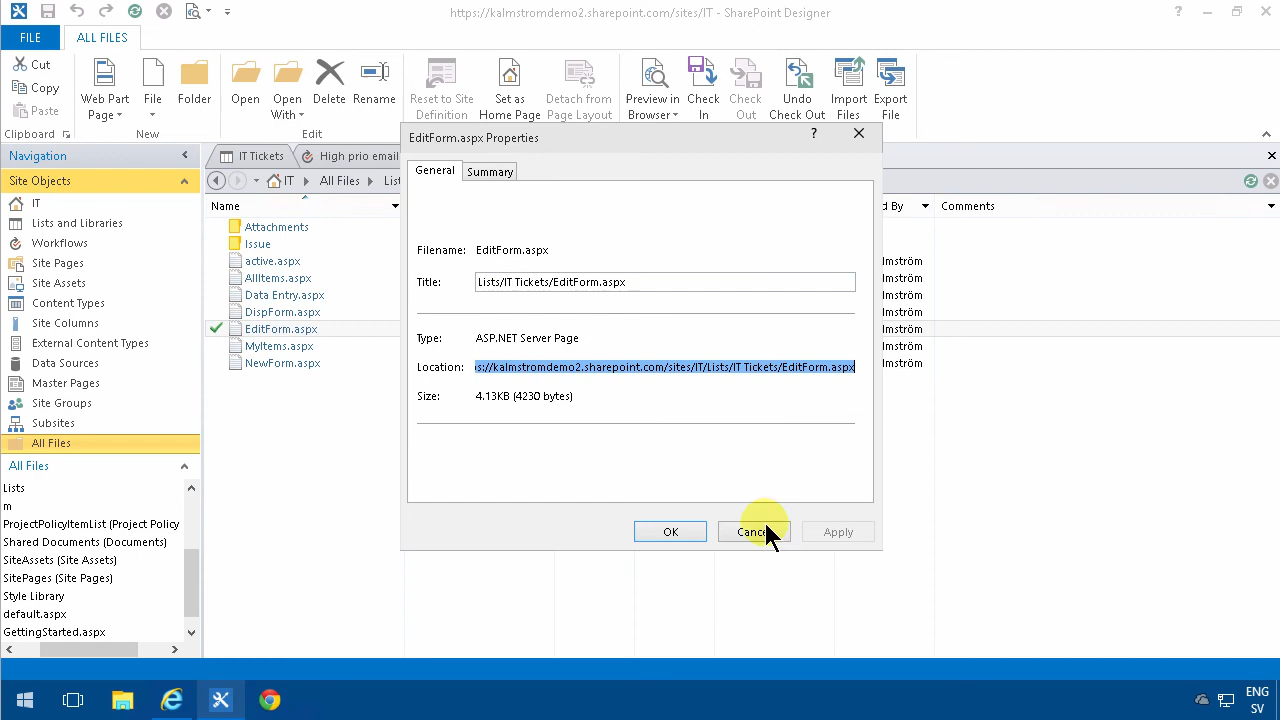 https://kalmstromdemo2.sharepoint.com/sites/IT - SharePoint Designer
?
FILE
ALL FILES
Cut
Copy
Paste
Clipboard
Web Part
Page
File
Folder
New
Open
Open
With
Delete
Rename
Edit
Reset to Site
Definition
Set as
Home Page
Detach from
Page Layout
Preview in
Browser
Check
In
Check
Out
Undo
Check Out
Import
Files
Export
File
Navigation
Site Objects
IT
Lists and Libraries
Workflows
Site Pages
Site Assets
Content Types
Site Columns
External Content Types
Data Sources
Master Pages
Site Groups
Subsites
All Files
All Files
Lists
m
ProjectPolicyItemList (Project Policy
Shared Documents (Documents)
SiteAssets (Site Assets)
SitePages (Site Pages)
Style Library
default.aspx
GettingStarted.aspx
IT Tickets
High prio email
IT
All Files
Name
Comments
Attachments
Issue
active.aspx
AllItems.aspx
Data Entry.aspx
DispForm.aspx
EditForm.aspx
MyItems.aspx
NewForm.aspx
EditForm.aspx Properties
?
General
Summary
Filename: EditForm.aspx
Title: Lists/IT Tickets/EditForm.aspx
Type: ASP.NET Server Page
Location: s://kalmstromdemo2.sharepoint.com/sites/IT/Lists/IT Tickets/EditForm.aspx
Size: 4.13KB (4230 bytes)
OK
Apply
ENG
SV